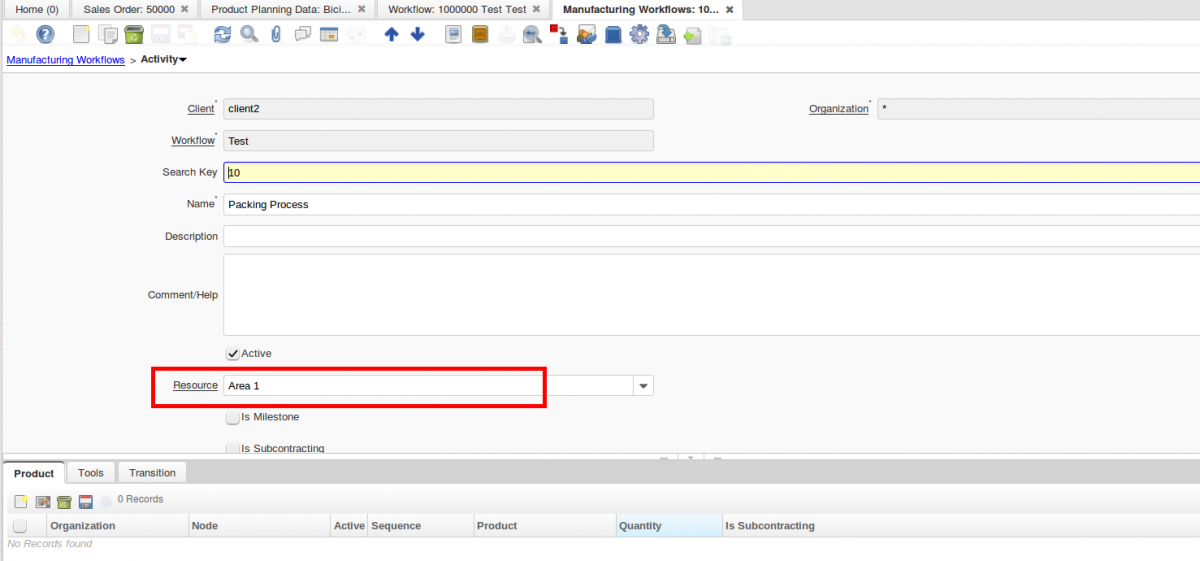 Home (0) Sales Order: 50000 Product Planning Data: Bici... Workflow: 1000000 Test Test Manufacturing Workflows: 10...
Manufacturing Workflows > Activity
Client* client2 Organization* *
Workflow* Test
Search Key 10
Name* Packing Process
Description
Comment/Help
Active
Resource Area 1
Is Milestone
Is Subcontracting
Product Tools Transition
0 Records
Organization Node Active Sequence Product Quantity Is Subcontracting
No Records found